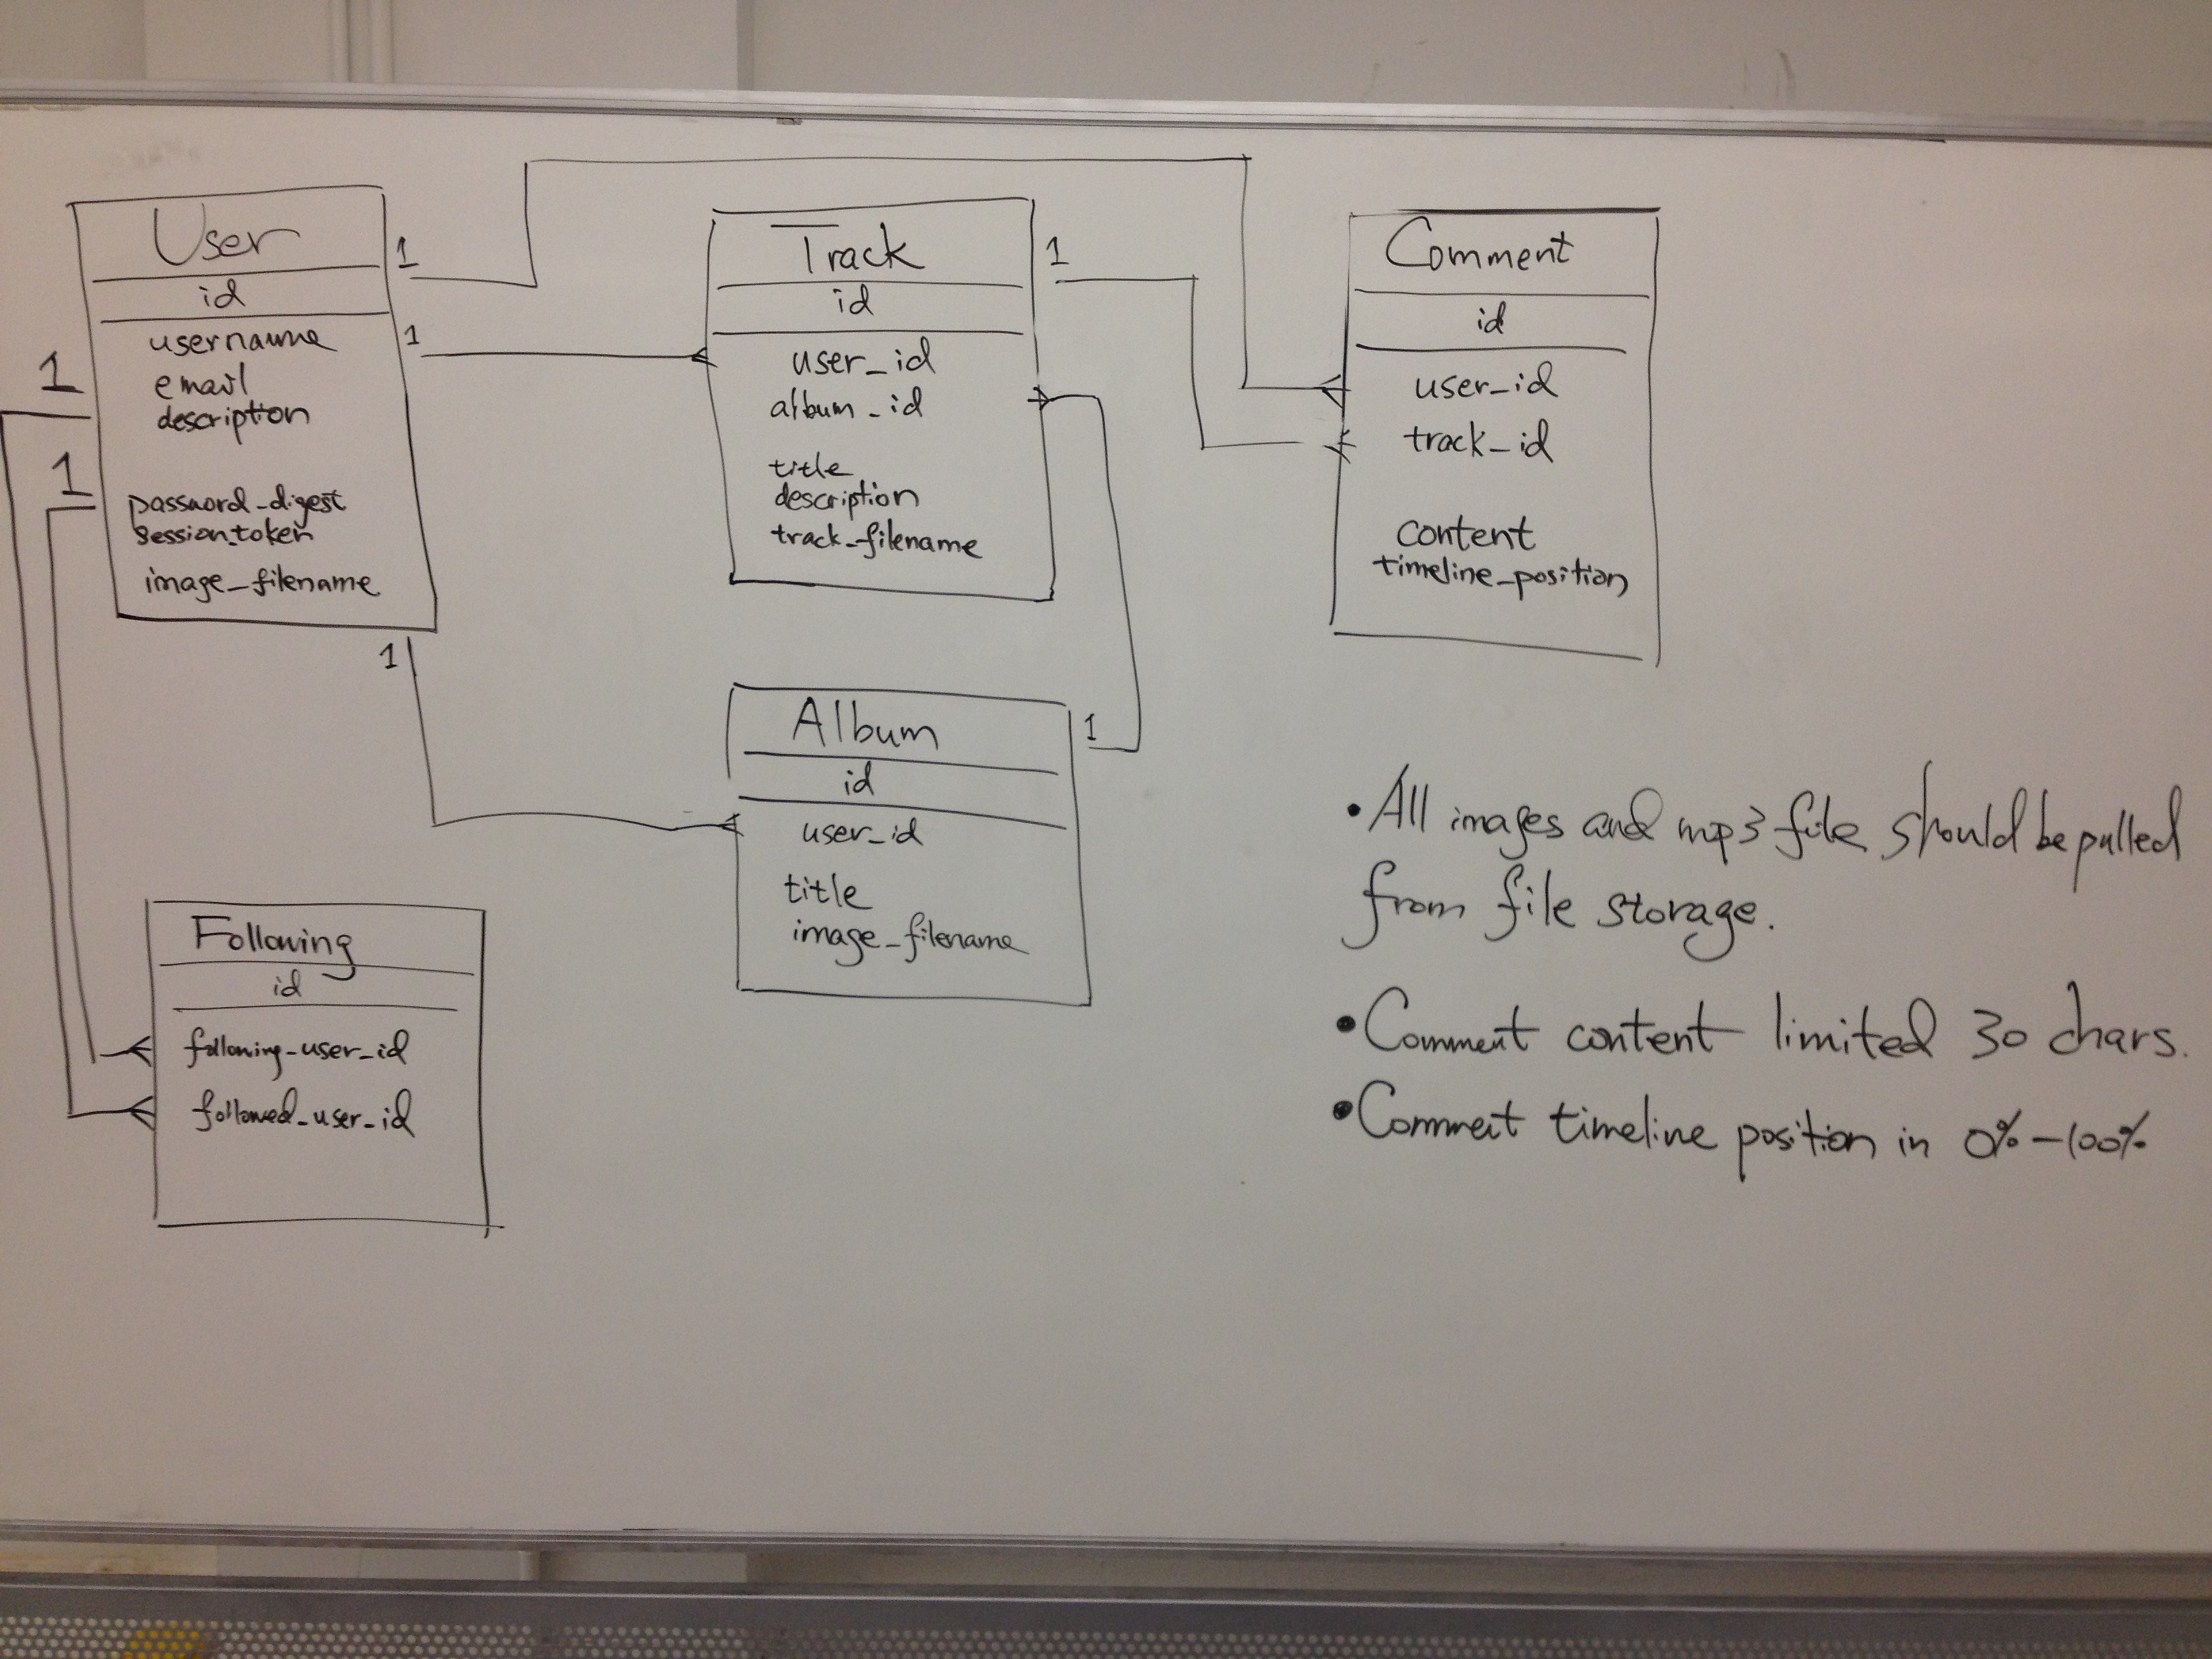 User
id
username
email
description
password_digest
session_token
image_filename
1
1
1
1
1
Track
id
user_id
album_id
title
description
track_filename
1
Comment
id
user_id
track_id
content
timeline_position
Album
id
user_id
title
image_filename
1
Following
id
following_user_id
followed_user_id
• All images and mp3 file should be pulled
from file storage.
• Comment content limited 30 chars.
• Comment timeline position in 0% - 100%